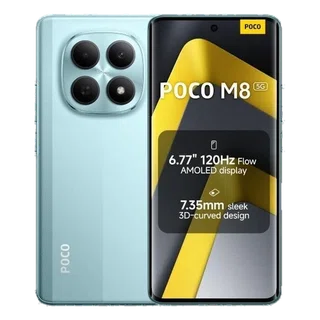 POCO
POCO M8 5G
6.77" 120Hz Flow
AMOLED display
7.35mm sleek
3D-curved design
POCO